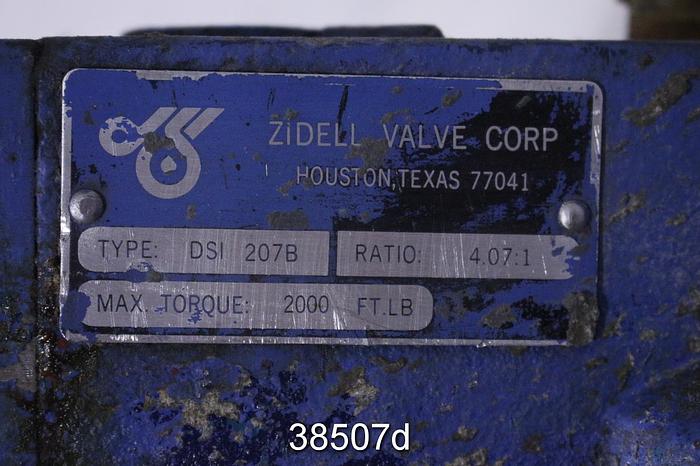 ZiDELL VALVE CORP
HOUSTON, TEXAS 77041
TYPE: DSI 207B RATIO: 4.07:1
MAX. TORQUE: 2000 FT.LB
38507d